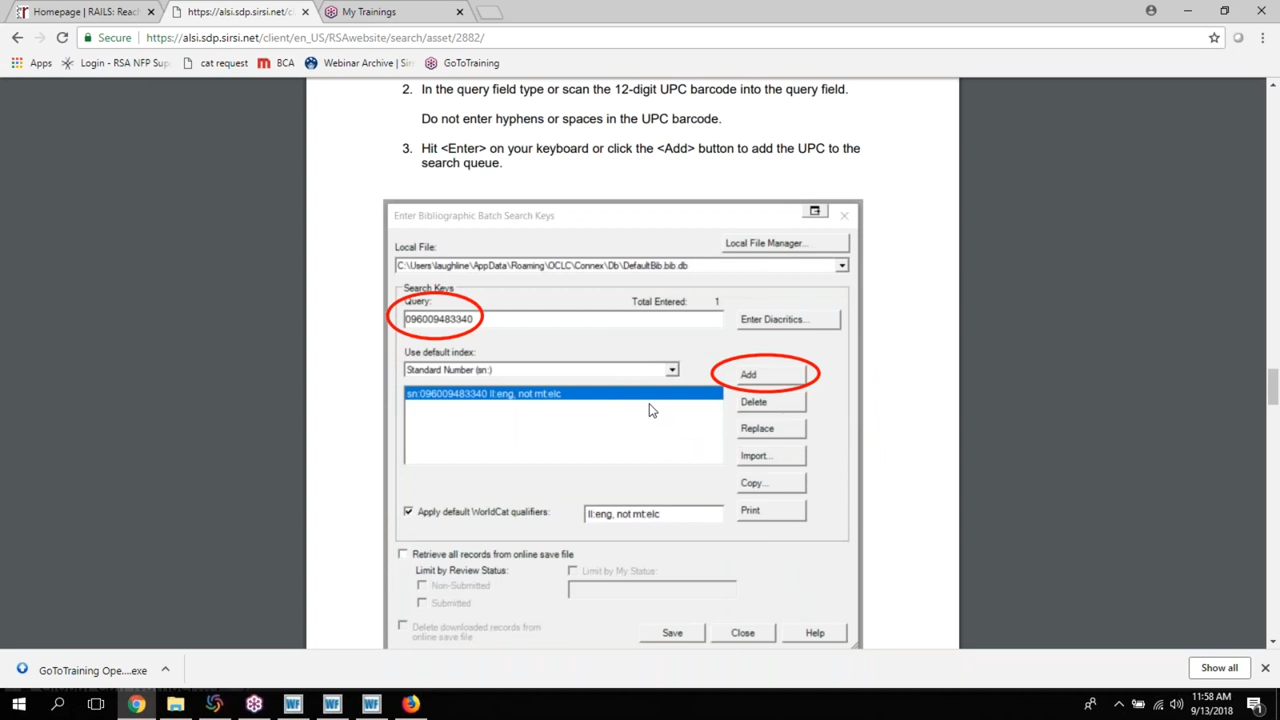 Homepage | RAILS: Reac
https://alsi.sdp.sirsi.net/cl
My Trainings
Secure
https://alsi.sdp.sirsi.net/client/en_US/RSAwebsite/search/asset/2882/
Apps
Login - RSA NFP Sup
cat request
BCA
Webinar Archive | Sir
GoToTraining
2. In the query field type or scan the 12-digit UPC barcode into the query field.
Do not enter hyphens or spaces in the UPC barcode.
3. Hit <Enter> on your keyboard or click the <Add> button to add the UPC to the
search queue.
Enter Bibliographic Batch Search Keys
Local File:
Local File Manager...
C:\Users\laughline\AppData\Roaming\OCLC\Connex\Db\DefaultBib.bib.db
Search Keys
Query:
Total Entered: 1
096009483340
Enter Diacritics...
Use default index:
Standard Number (sn:)
Add
sn:096009483340 ll:eng, not mt:elc
Delete
Replace
Import...
Copy...
Apply default WorldCat qualifiers:
ll:eng, not mt:elc
Print
Retrieve all records from online save file
Limit by Review Status:
Limit by My Status:
Non-Submitted
Submitted
Delete downloaded records from
online save file
Save
Close
Help
GoToTraining Ope....exe
Show all
11:58 AM
9/13/2018
1